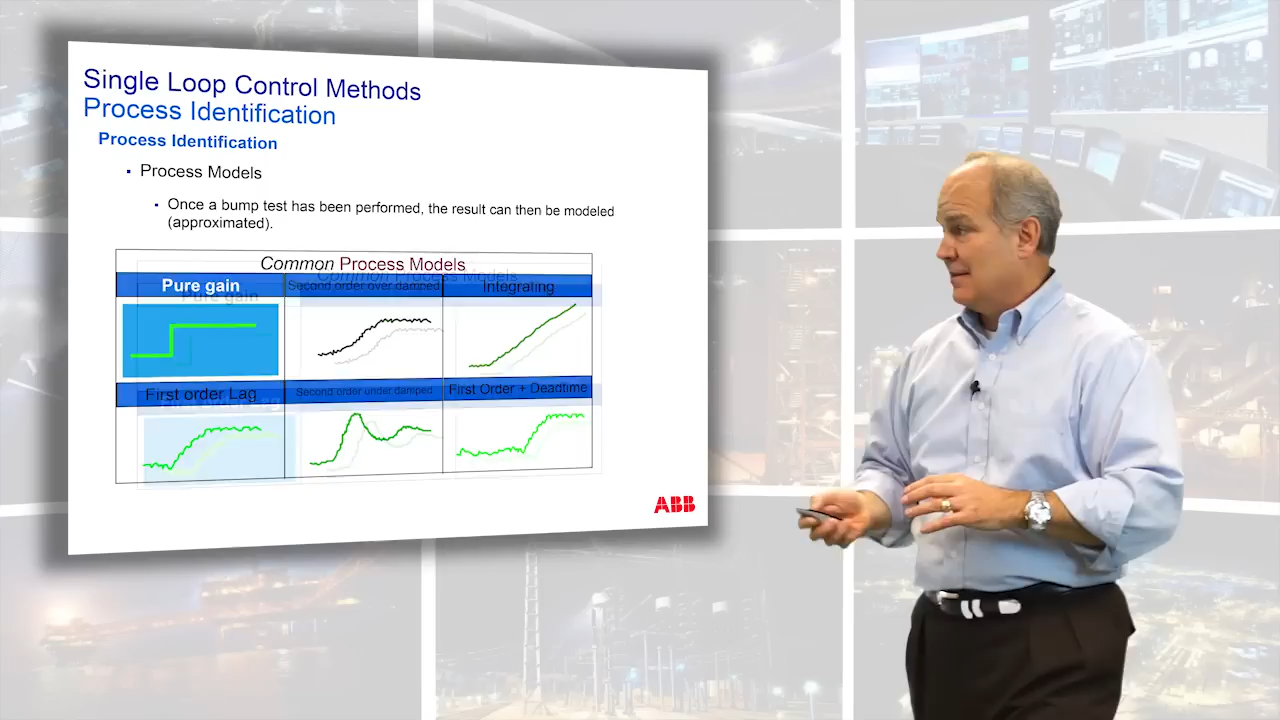 Single Loop Control Methods
Process Identification
Process Identification
Process Models
Once a bump test has been performed, the result can then be modeled
(approximated).
Common Process Models
Pure gain
Second order over damped
Integrating
First order Lag
Second order under damped
First Order + Deadtime
ABB